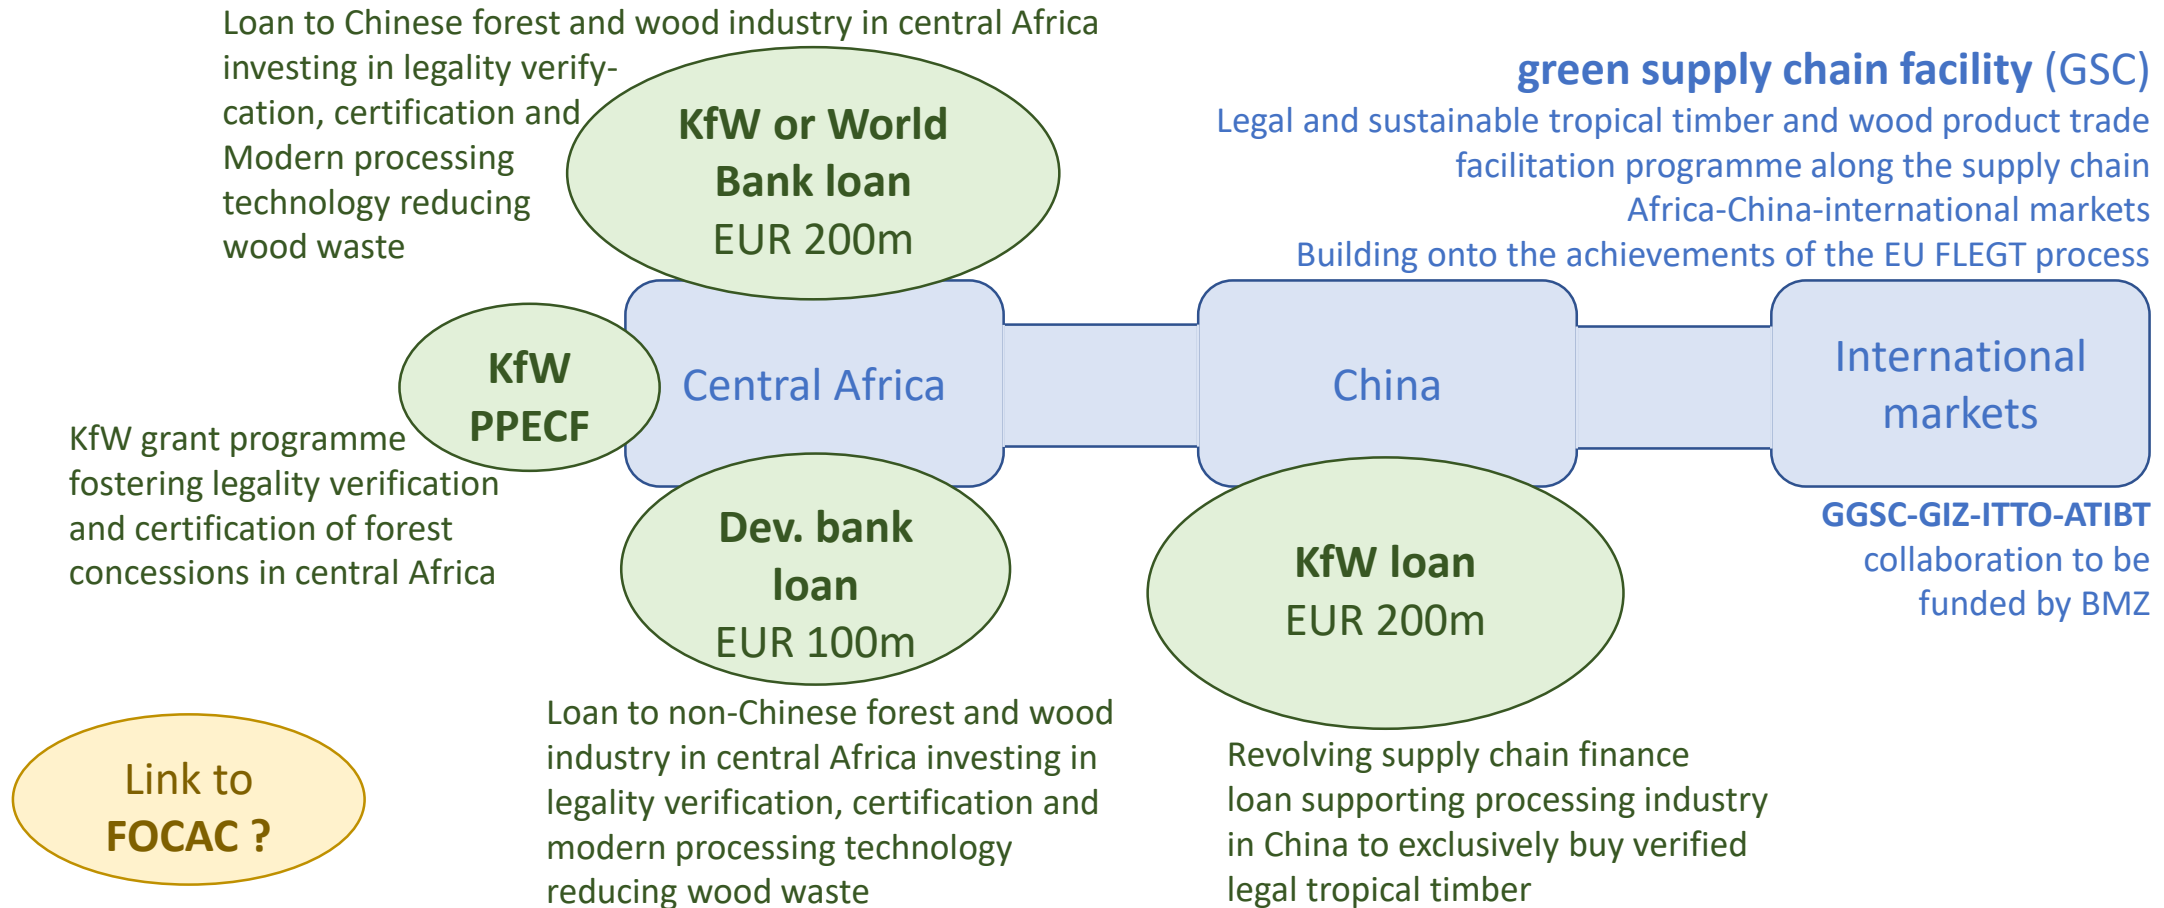 Loan to Chinese forest and wood industry in central Africa
investing in legality verify-
cation, certification and
Modern processing
technology reducing
wood waste
KfW or World
Bank loan
EUR 200m
green supply chain facility (GSC)
Legal and sustainable tropical timber and wood product trade
facilitation programme along the supply chain
Africa-China-international markets
Building onto the achievements of the EU FLEGT process
KfW
PPECF
Central Africa
China
International
markets
KfW grant programme
fostering legality verification
and certification of forest
concessions in central Africa
Dev. bank
loan
EUR 100m
KfW loan
EUR 200m
GGSC-GIZ-ITTO-ATIBT
collaboration to be
funded by BMZ
Link to
FOCAC ?
Loan to non-Chinese forest and wood
industry in central Africa investing in
legality verification, certification and
modern processing technology
reducing wood waste
Revolving supply chain finance
loan supporting processing industry
in China to exclusively buy verified
legal tropical timber